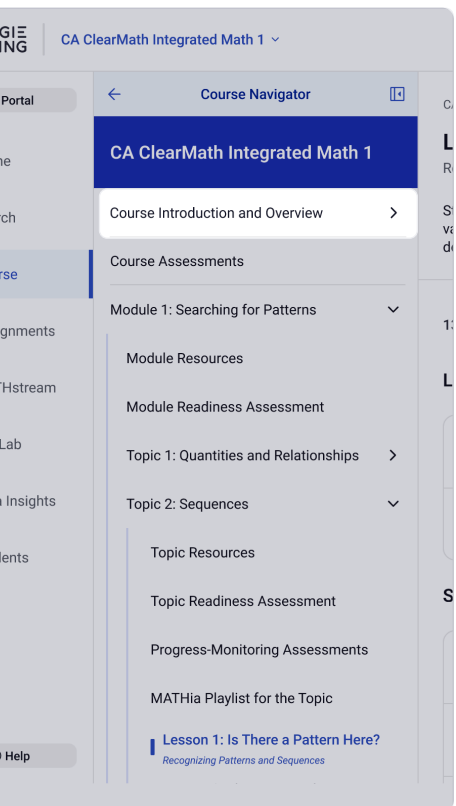 CA ClearMath Integrated Math 1
Portal
Course Navigator
CA ClearMath Integrated Math 1
Course Introduction and Overview
Course Assessments
Module 1: Searching for Patterns
gnments
Module Resources
Hstream
Module Readiness Assessment
Lab
Topic 1: Quantities and Relationships
Insights
Topic 2: Sequences
Topic Resources
Topic Readiness Assessment
Progress-Monitoring Assessments
MATHia Playlist for the Topic
Lesson 1: Is There a Pattern Here?
Help
Recognizing Patterns and Sequences